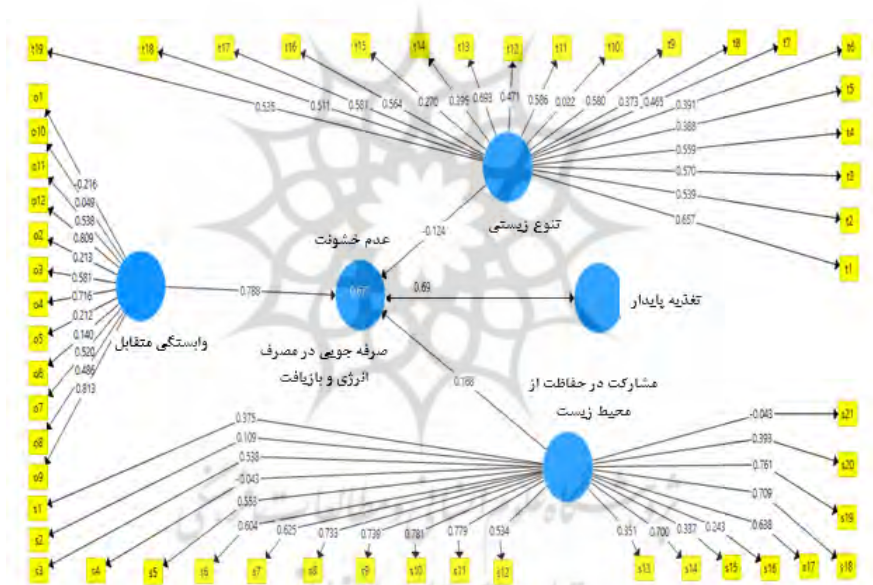 t19 t18 t17 t16 t15 t14 t13 t12 t11 t10 t9 t8 t7 t6
0.535 0.511 0.581 0.564 0.270 0.396 0.693 0.471 0.586 0.022 0.580 0.373 0.465 0.391
t5
0.388
t4
0.559
t3
0.570
t2
0.539
t1
0.657
تنوع زیستی
o1
o10
o11
o12
o2
o3
o4
o5
o6
o7
o8
o9
-0.216
0.049
0.538
0.809
0.213
0.581
0.716
0.212
0.140
0.520
0.486
0.813
وابستگی متقابل
0.788
-0.124
عدم خشونت
0.69
تغذیه پایدار
صرفه جویی در مصرف
انرژی و بازیافت
0.168
مشارکت در حفاظت از
محیط زیست
s1
s2
s3
s4 s5 s6 s7 s8 s9 s10 s11 s12 s13 s14 s15 s16 s17 s18
s19
s20
s21
0.375
0.109
0.538
-0.043
0.553
0.604
0.625
0.733
0.739
0.781
0.779
0.534
0.351
0.700
0.337
0.243
0.638
0.709
0.761
0.393
-0.043